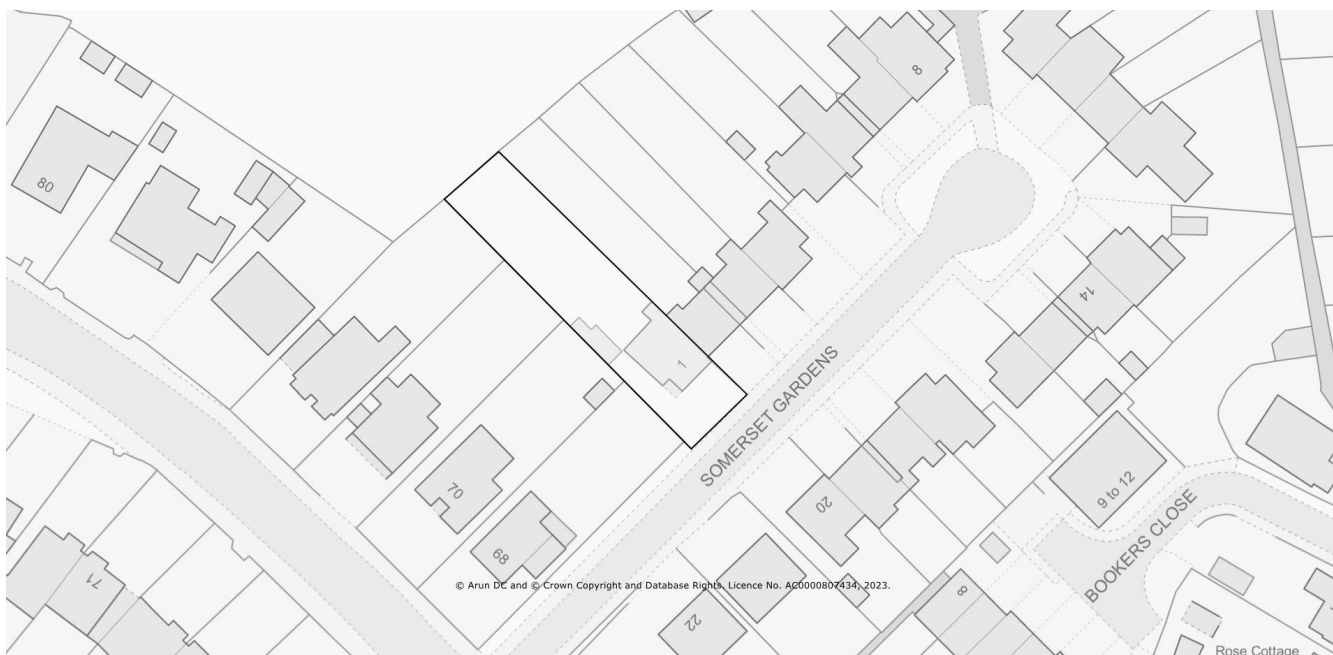 8
80
1
14
SOMERSET GARDENS
70
9 to 12
20
68
BOOKERS CLOSE
71
© Arun DC and © Crown Copyright and Database Rights. Licence No. AC0000807434, 2023.
8
22
Rose Cottage